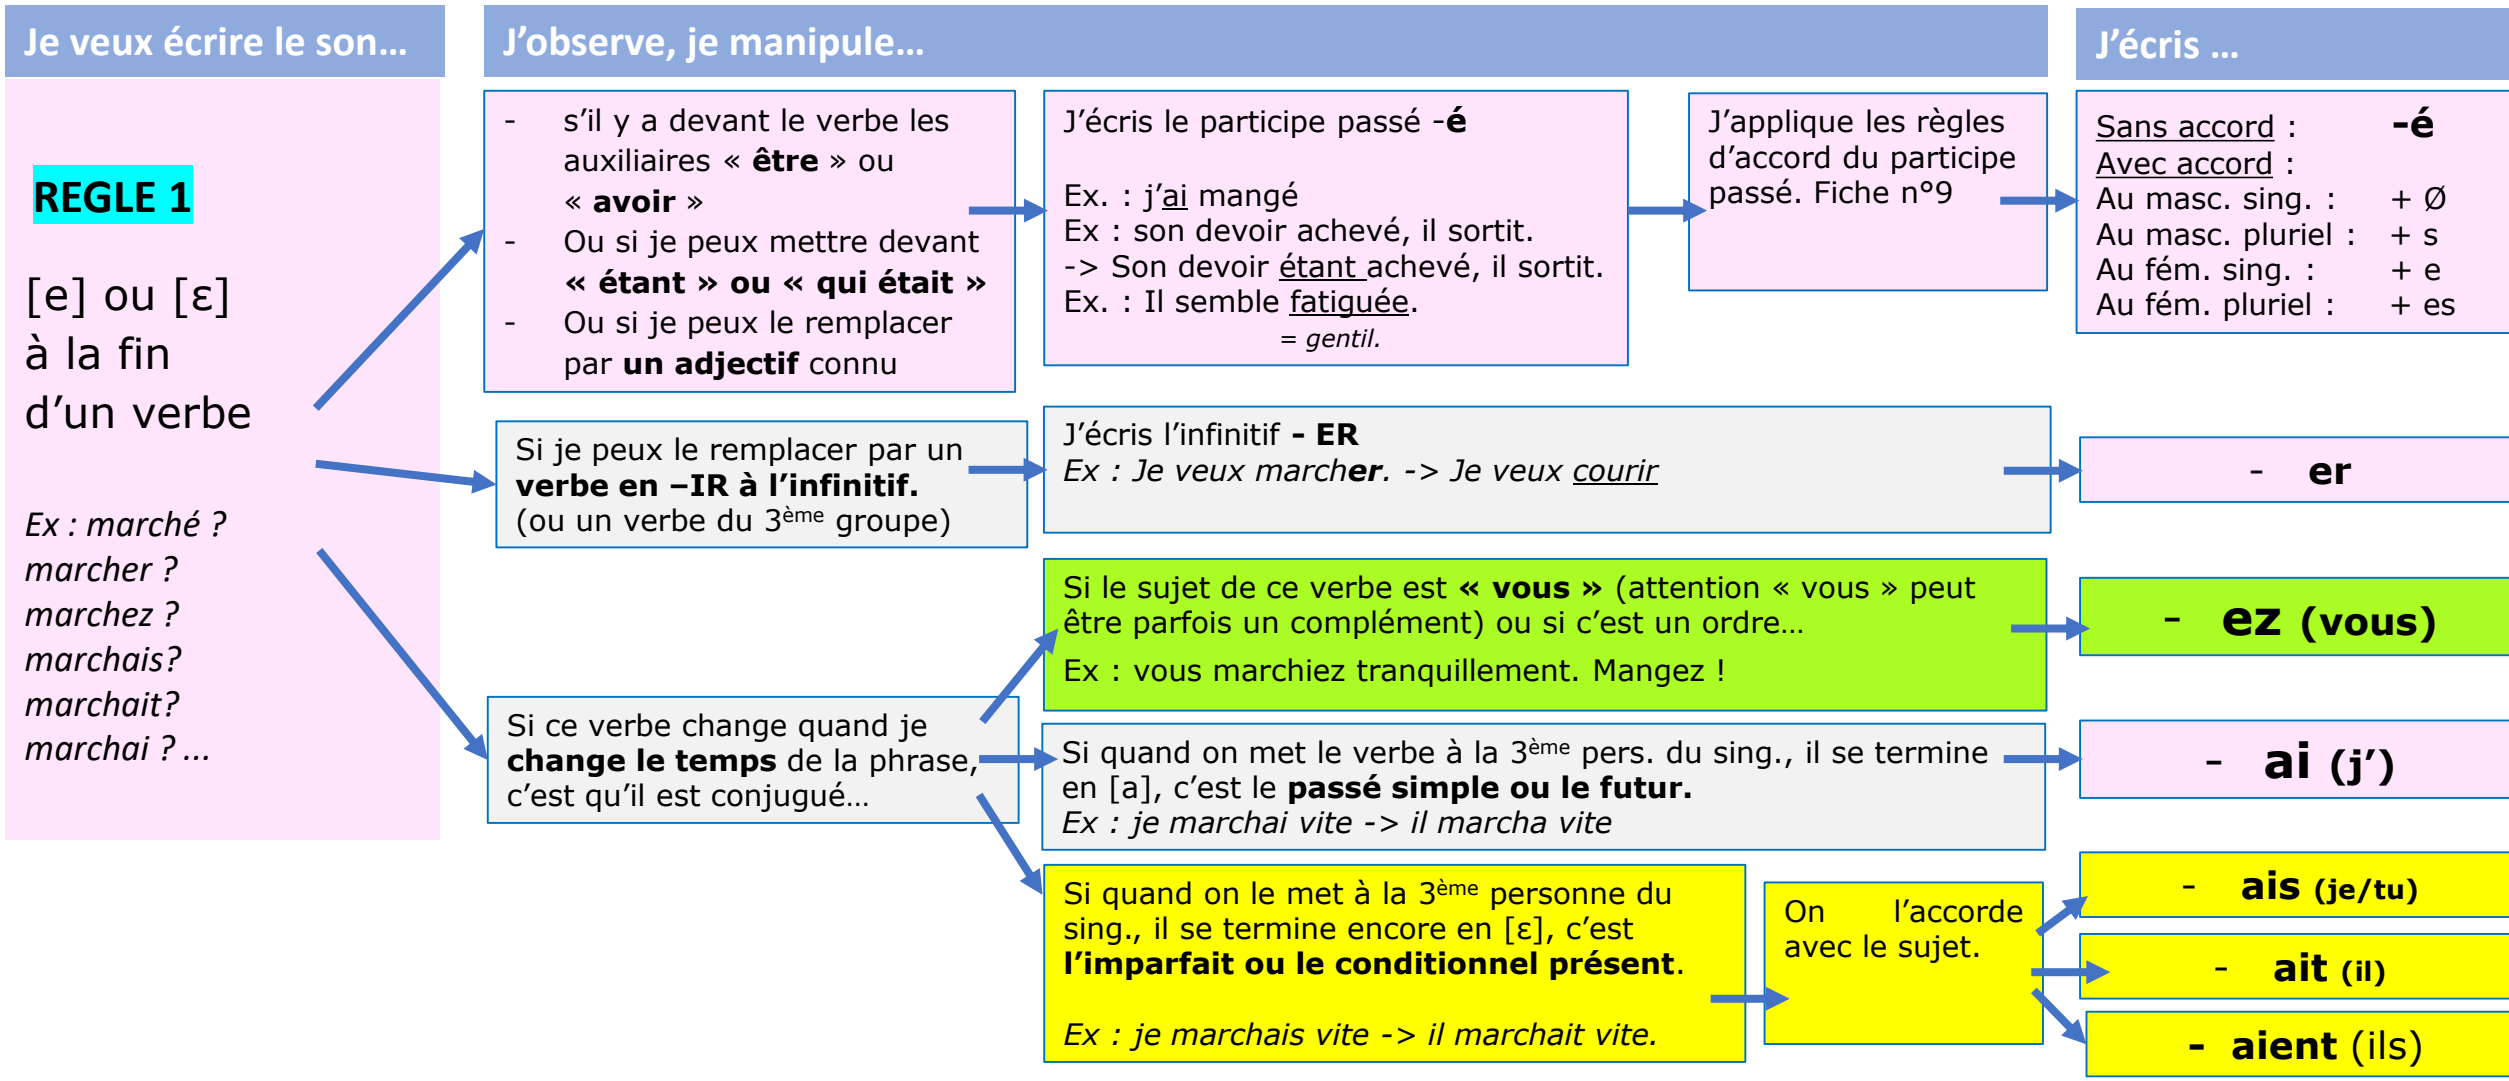 Je veux écrire le son…
J’observe, je manipule…
J’écris …
REGLE 1
[e] ou [ɛ]
à la fin
d’un verbe
Ex : marché ?
marcher ?
marchez ?
marchais?
marchait?
marchai ? ...
- s’il y a devant le verbe les
auxiliaires « être » ou
« avoir »
- Ou si je peux mettre devant
« étant » ou « qui était »
- Ou si je peux le remplacer
par un adjectif connu
J’écris le participe passé -é
Ex. : j’ai mangé
Ex : son devoir achevé, il sortit.
-> Son devoir étant achevé, il sortit.
Ex. : Il semble fatiguée.
= gentil.
J’applique les règles
d’accord du participe
passé. Fiche n°9
Sans accord : -é
Avec accord :
Au masc. sing. : + Ø
Au masc. pluriel : + s
Au fém. sing. : + e
Au fém. pluriel : + es
Si je peux le remplacer par un
verbe en –IR à l’infinitif.
(ou un verbe du 3ème groupe)
J’écris l’infinitif - ER
Ex : Je veux marcher. -> Je veux courir
- er
Si ce verbe change quand je
change le temps de la phrase,
c’est qu’il est conjugué…
Si le sujet de ce verbe est « vous » (attention « vous » peut
être parfois un complément) ou si c’est un ordre…
Ex : vous marchiez tranquillement. Mangez !
- ez (vous)
Si quand on met le verbe à la 3ème pers. du sing., il se termine
en [a], c’est le passé simple ou le futur.
Ex : je marchai vite -> il marcha vite
- ai (j’)
Si quand on le met à la 3ème personne du
sing., il se termine encore en [ɛ], c’est
l’imparfait ou le conditionnel présent.
Ex : je marchais vite -> il marchait vite.
On l’accorde
avec le sujet.
- ais (je/tu)
- ait (il)
- aient (ils)